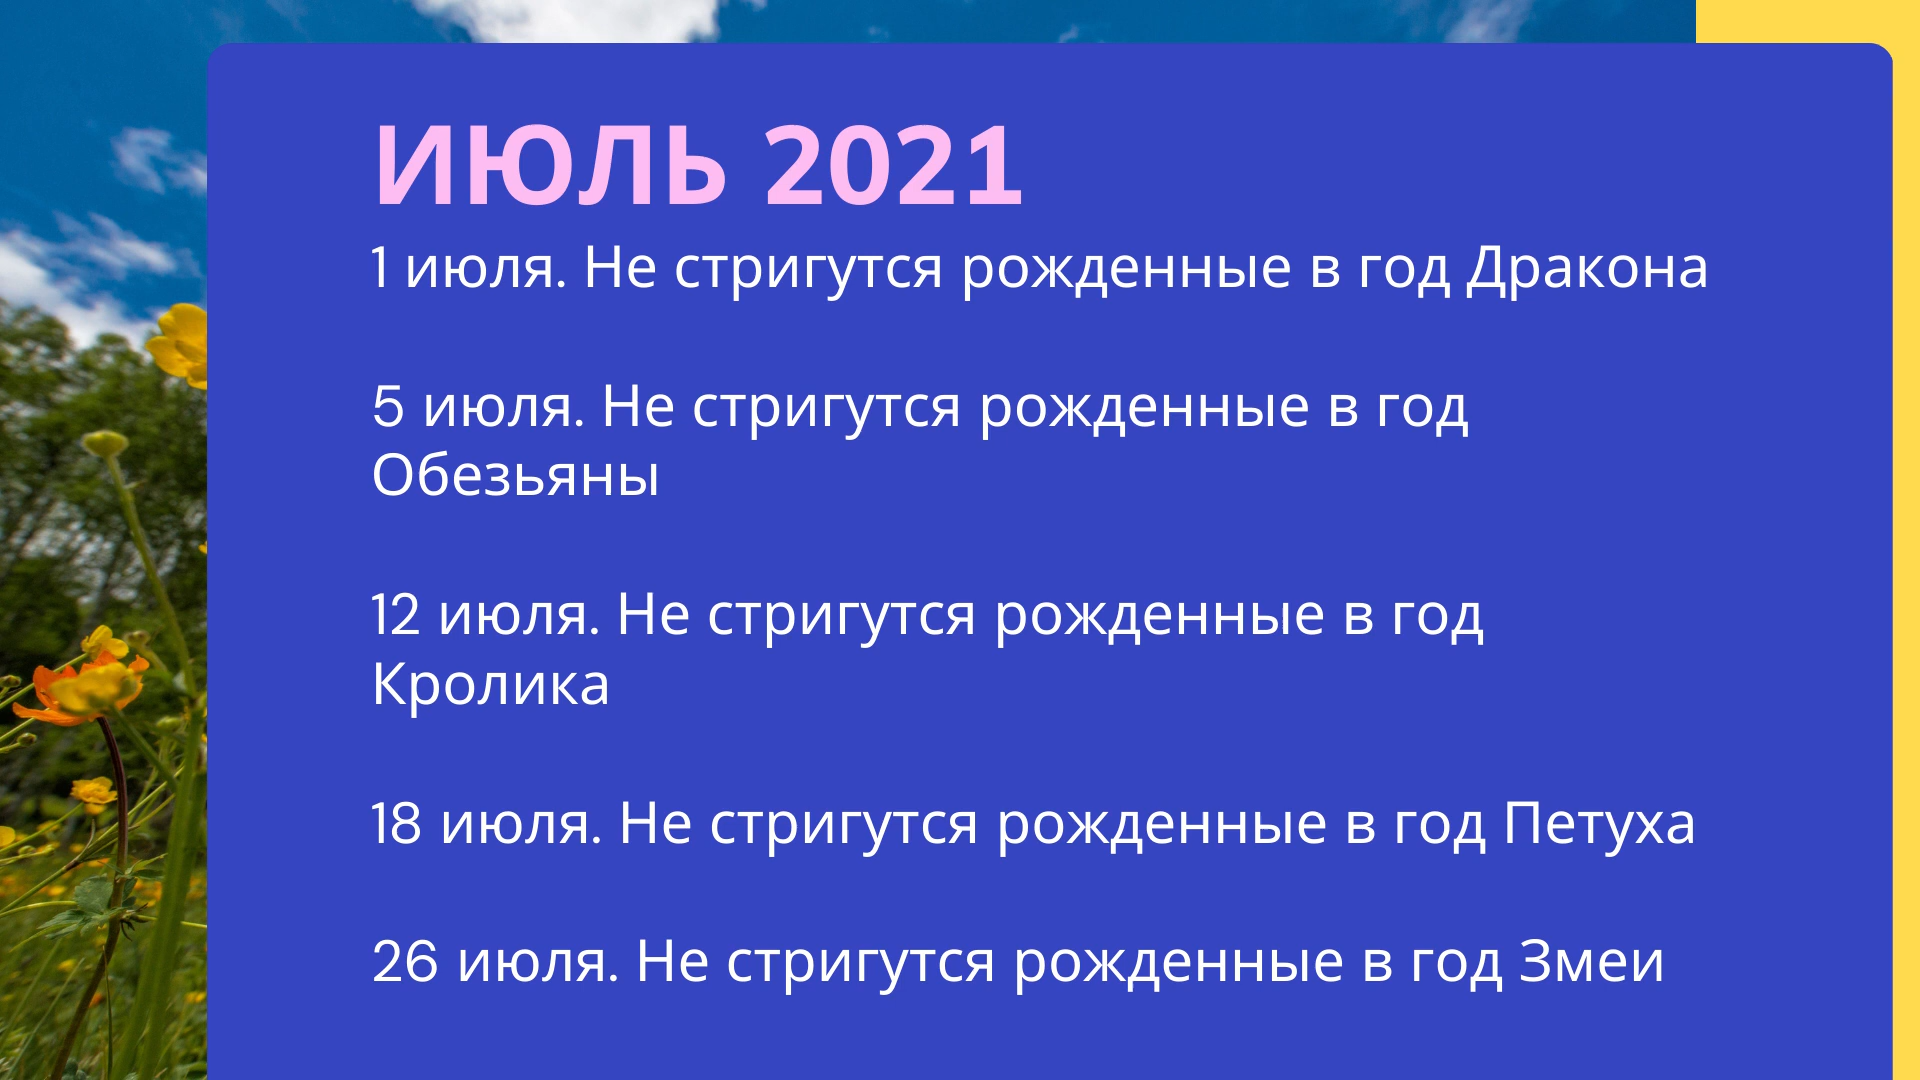 ИЮЛЬ 2021
1 июля. Не стригутся рожденные в год Дракона
5 июля. Не стригутся рожденные в год
Обезьяны
12 июля. Не стригутся рожденные в год
Кролика
18 июля. Не стригутся рожденные в год Петуха
26 июля. Не стригутся рожденные в год Змеи